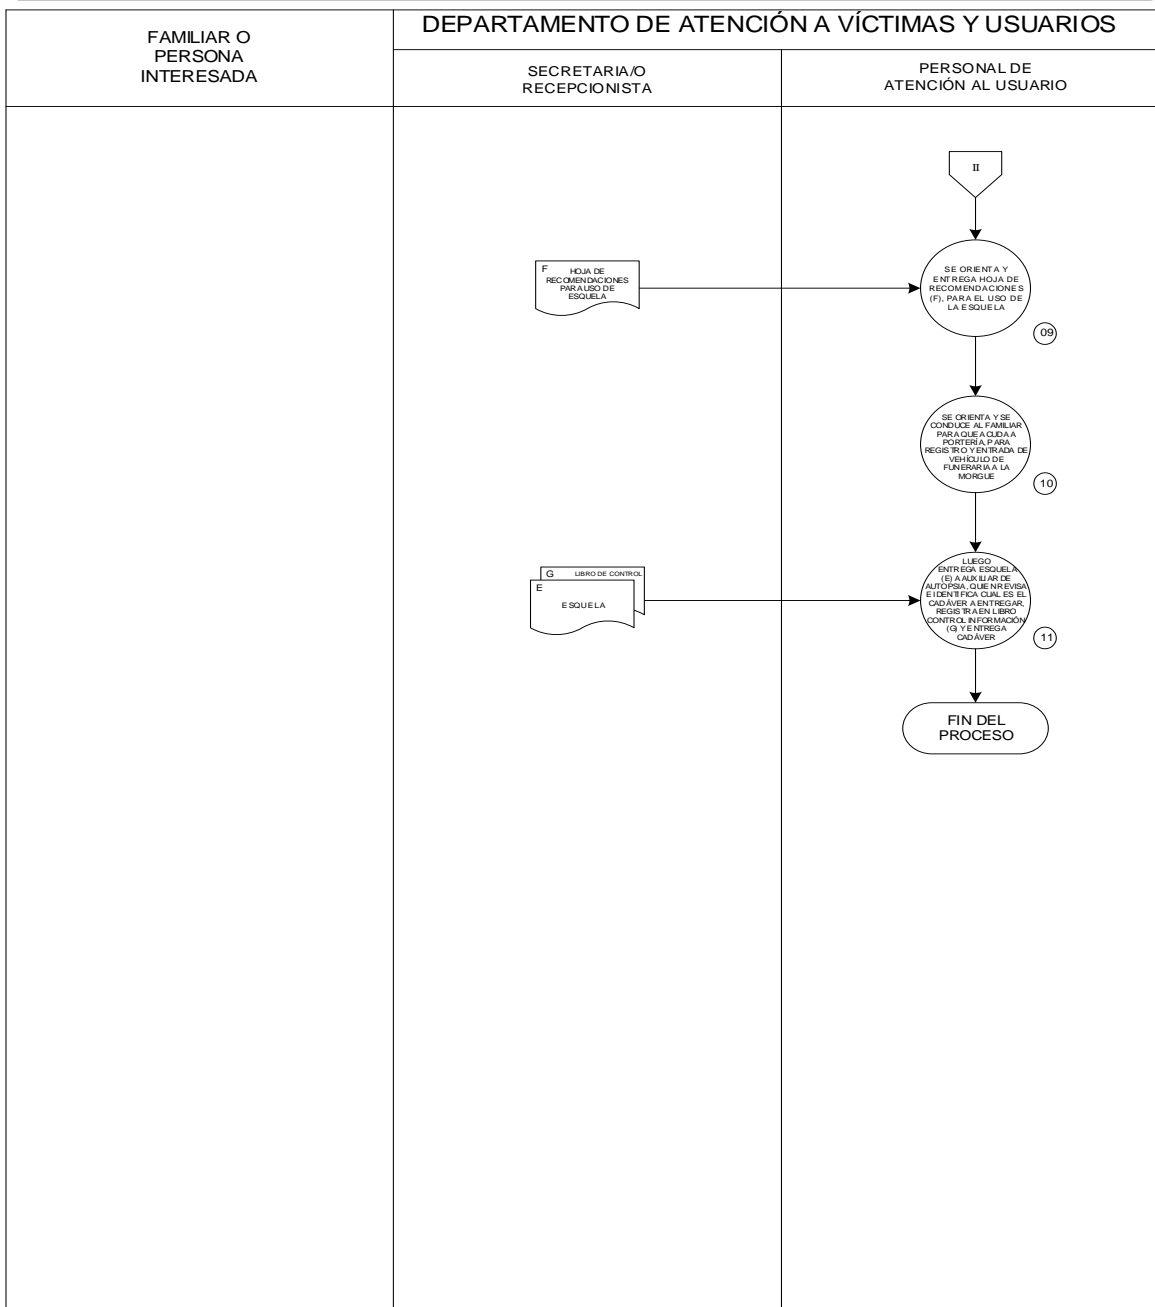 FAMILIAR O
PERSONA
INTERESADA
DEPARTAMENTO DE ATENCIÓN A VÍCTIMAS Y USUARIOS
SECRETARIA/O
RECEPCIONISTA
PERSONAL DE
ATENCIÓN AL USUARIO
II
F
HOJA DE
RECOMENDACIONES
PARA USO DE
ESQUELA
SE ORIENTA Y
ENTREGA HOJA DE
RECOMENDACIONES
(F), PARA EL USO DE
LA ESQUELA
09
SE ORIENTA Y SE
CONDUCE AL FAMILIAR
PARA QUE ACUDA A
PORTERÍA, PARA
REGISTRO Y ENTRADA DE
VEHÍCULO DE
FUNERARIA A LA
MORGUE
10
G LIBRO DE CONTROL
E
ESQUELA
LUEGO
ENTREGA ESQUELA
(E) A AUXILIAR DE
AUTOPSIA, QUIEN REVISA
E IDENTIFICA CUAL ES EL
CADÁVER A ENTREGAR,
REGISTRA EN LIBRO
CONTROL INFORMACIÓN
(G) Y ENTREGA
CADÁVER
11
FIN DEL
PROCESO